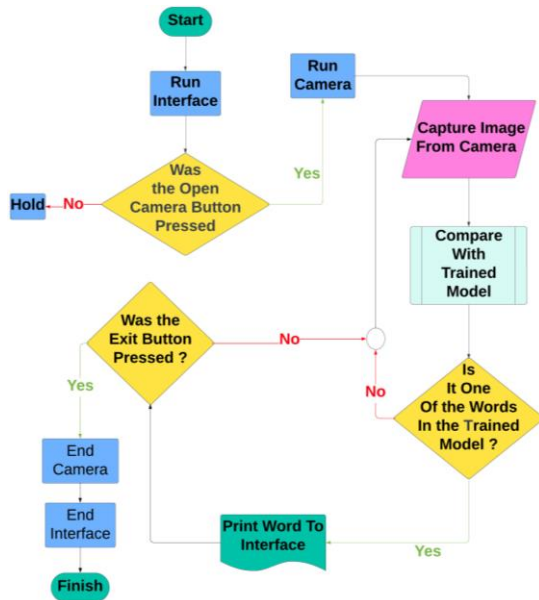 Start
Run
Interface
Run
Camera
Capture Image
From Camera
Was
the Open
Camera Button
Pressed
Yes
No
Hold
Compare
With
Trained
Model
Was the
Exit Button
Pressed ?
No
No
Is
It One
Of the Words
In the Trained
Model ?
Yes
End
Camera
End
Interface
Print Word To
Interface
Yes
Finish